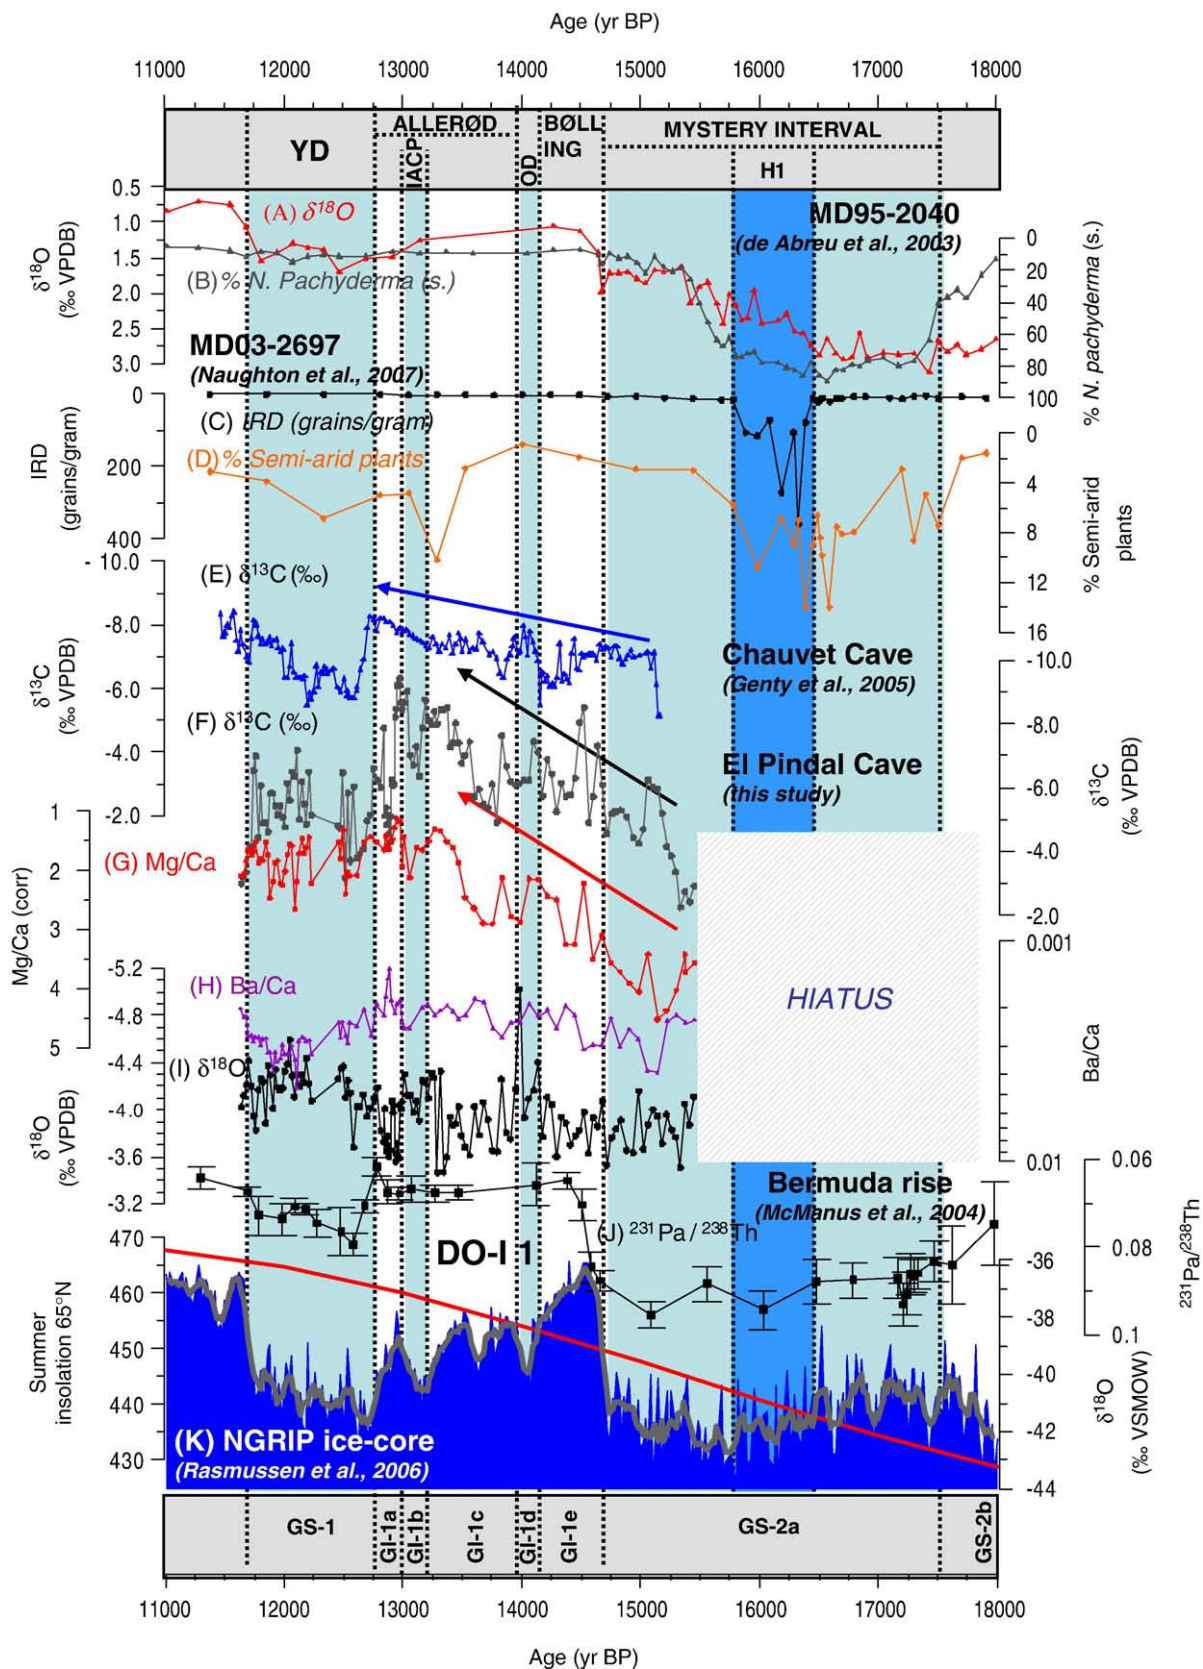 Age (yr BP)
11000 12000 13000 14000 15000 16000 17000 18000
YD
ALLERØD
IACP
OD
BØLL
ING
MYSTERY INTERVAL
H1
0.5
1.0
1.5
2.0
2.5
3.0
δ18O
(‰ VPDB)
(A) δ18O
(B) % N. Pachyderma (s.)
MD95-2040
(de Abreu et al., 2003)
0
20
40
60
80
100
% N. pachyderma (s.)
MD03-2697
(Naughton et al., 2007)
0
200
400
IRD
(grains/gram)
(C) IRD (grains/gram)
(D) % Semi-arid plants
0
4
8
12
16
% Semi-arid
plants
- 10.0
-8.0
-6.0
-4.0
-2.0
δ13C
(‰ VPDB)
(E) δ13C (‰)
Chauvet Cave
(Genty et al., 2005)
(F) δ13C (‰)
El Pindal Cave
(this study)
-10.0
-8.0
-6.0
-4.0
-2.0
δ13C
(‰ VPDB)
1
2
3
4
5
Mg/Ca (corr)
(G) Mg/Ca
HIATUS
(H) Ba/Ca
0.001
0.01
Ba/Ca
-5.2
-4.8
-4.4
-4.0
-3.6
-3.2
δ18O
(‰ VPDB)
(I) δ18O
Bermuda rise
(McManus et al., 2004)
(J) 231Pa / 238Th
0.06
0.08
0.1
231Pa/238Th
DO-I 1
470
460
450
440
430
Summer
insolation 65°N
-36
-38
-40
-42
-44
δ18O
(‰ VSMOW)
(K) NGRIP ice-core
(Rasmussen et al., 2006)
GS-1
GI-1a
GI-1b
GI-1c
GI-1d
GI-1e
GS-2a
GS-2b
11000 12000 13000 14000 15000 16000 17000 18000
Age (yr BP)